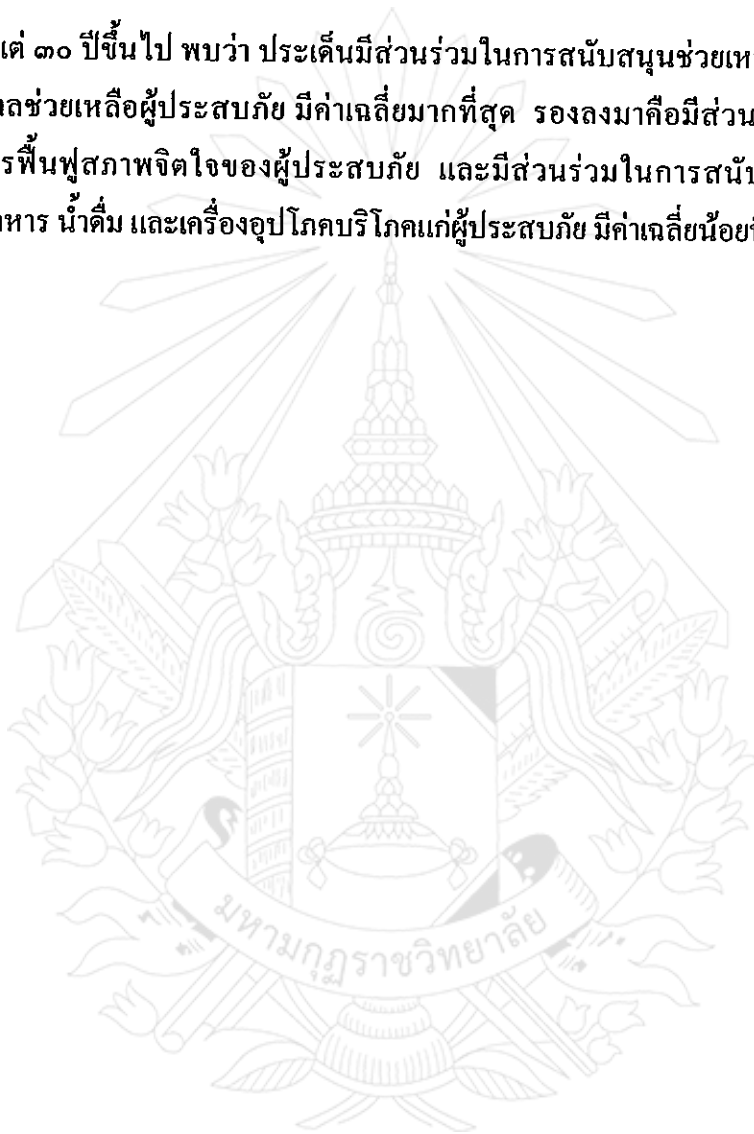 แต่ ๓๐ ปีขึ้นไป พบว่า ประเด็นมีส่วนร่วมในการสนับสนุนช่วยเห
ลช่วยเหลือผู้ประสบภัย มีค่าเฉลี่ยมากที่สุด รองลงมาคือมีส่วน
รฟื้นฟูสภาพจิตใจของผู้ประสบภัย และมีส่วนร่วมในการสนับ
าหาร น้ำดื่ม และเครื่องอุปโภคบริโภคแก่ผู้ประสบภัย มีค่าเฉลี่ยน้อย
มหามกุฏราชวิทยาลัย